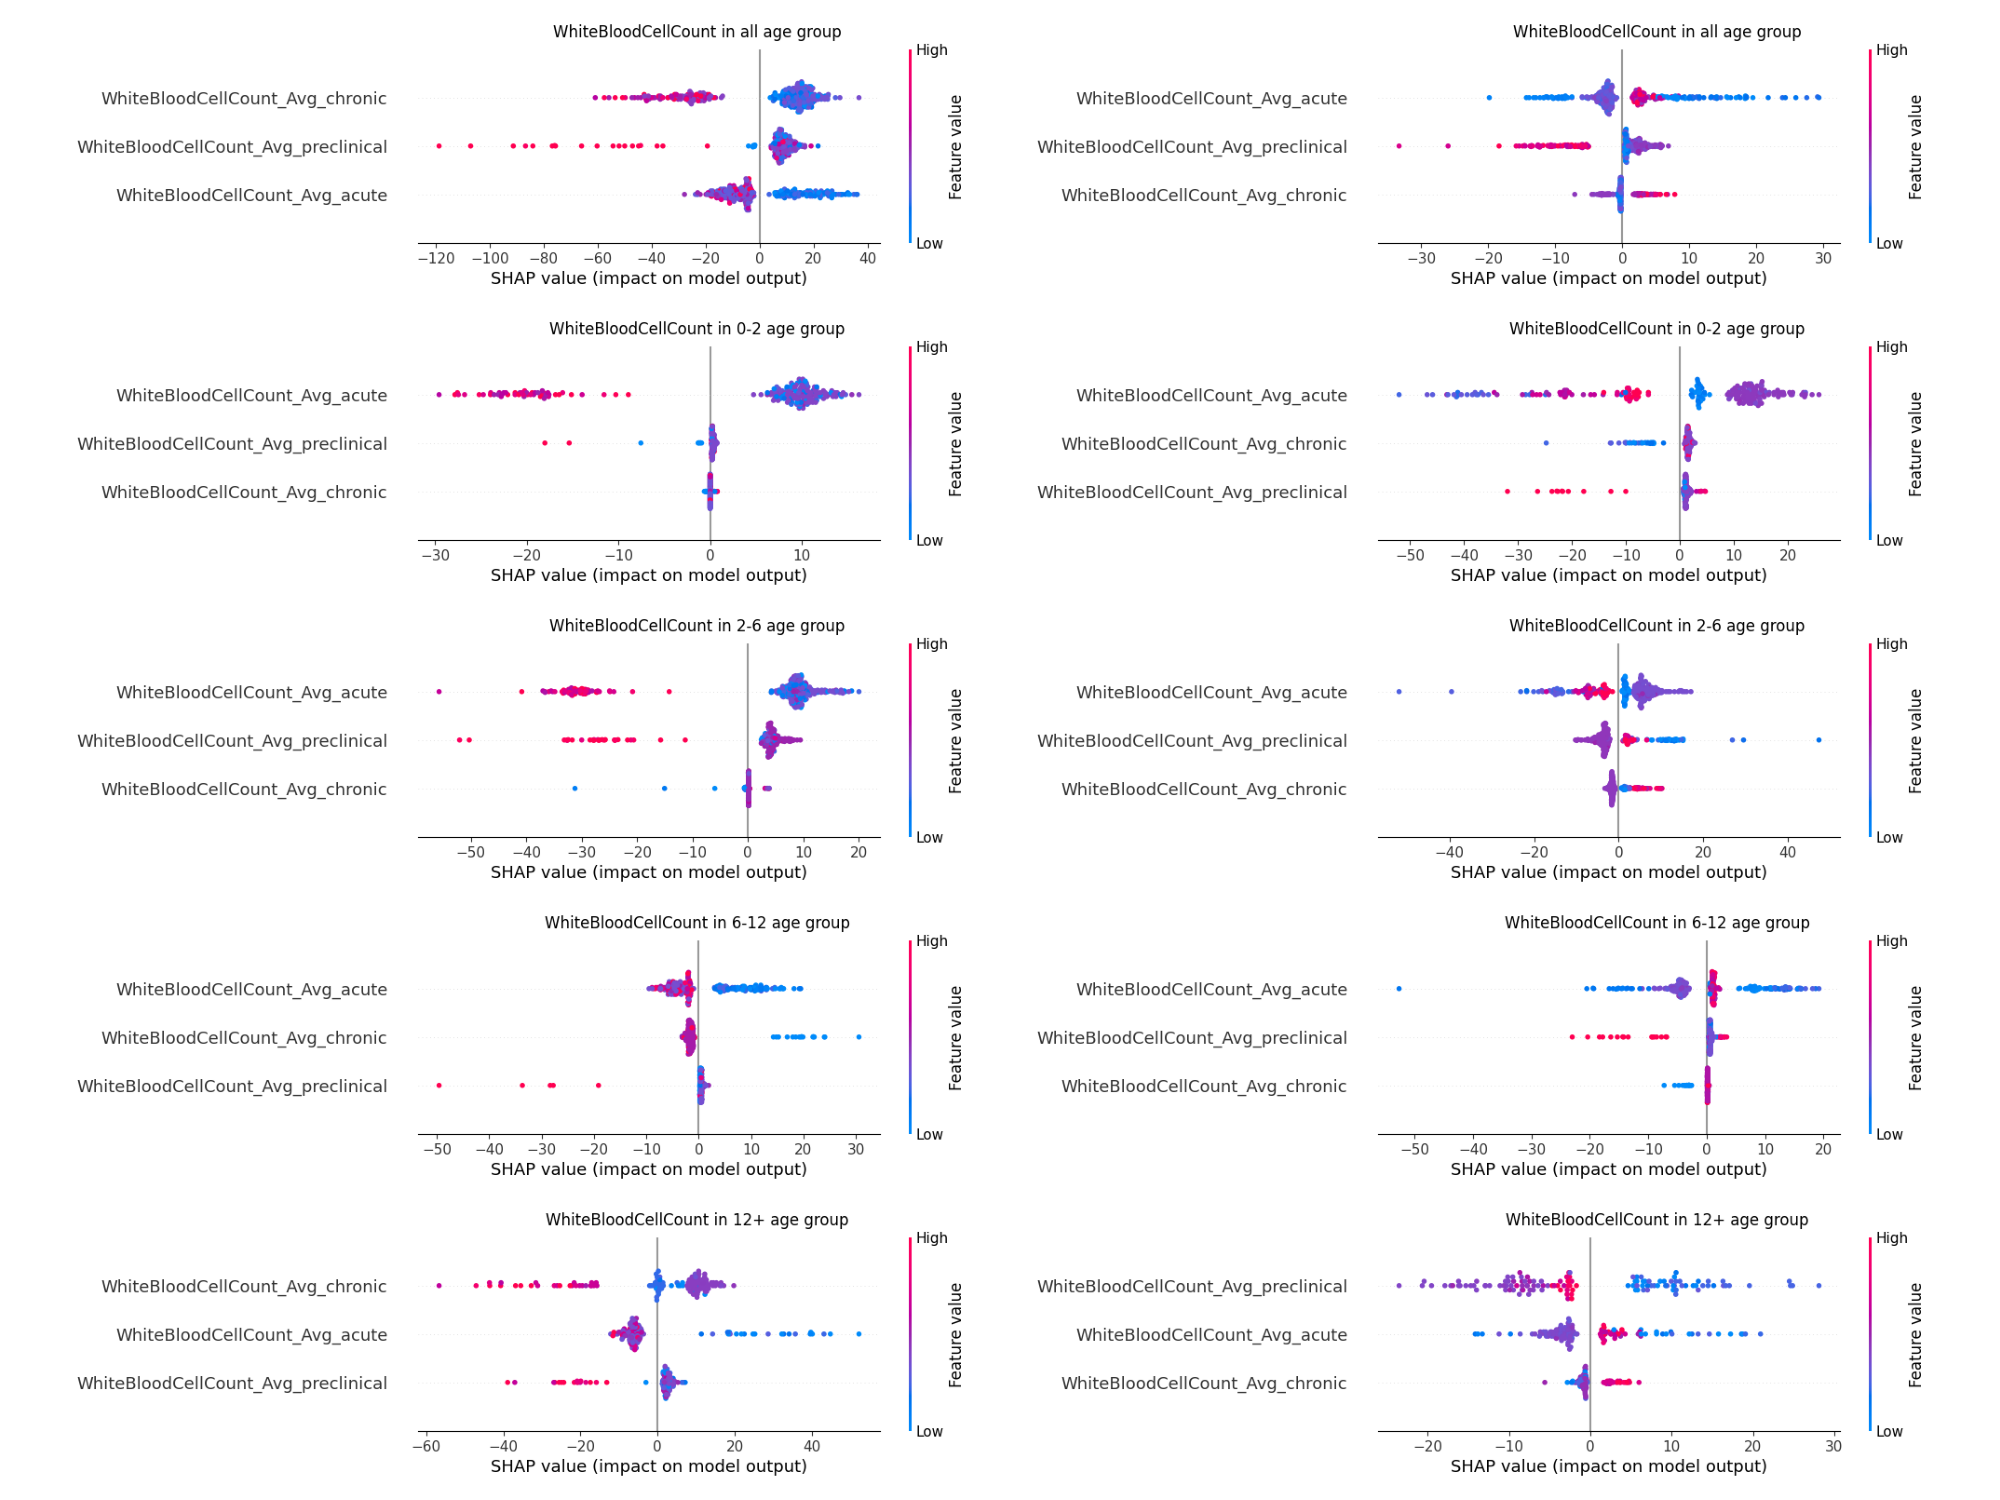 WhiteBloodCellCount in all age group
High
WhiteBloodCellCount_Avg_chronic
WhiteBloodCellCount_Avg_preclinical
WhiteBloodCellCount_Avg_acute
Feature value
Low
−120 −100 −80 −60 −40 −20 0 20 40
SHAP value (impact on model output)
WhiteBloodCellCount in all age group
High
WhiteBloodCellCount_Avg_acute
WhiteBloodCellCount_Avg_preclinical
WhiteBloodCellCount_Avg_chronic
Feature value
Low
−30 −20 −10 0 10 20 30
SHAP value (impact on model output)
WhiteBloodCellCount in 0-2 age group
High
WhiteBloodCellCount_Avg_acute
WhiteBloodCellCount_Avg_preclinical
WhiteBloodCellCount_Avg_chronic
Feature value
Low
−30 −20 −10 0 10
SHAP value (impact on model output)
WhiteBloodCellCount in 0-2 age group
High
WhiteBloodCellCount_Avg_acute
WhiteBloodCellCount_Avg_chronic
WhiteBloodCellCount_Avg_preclinical
Feature value
Low
−50 −40 −30 −20 −10 0 10 20
SHAP value (impact on model output)
WhiteBloodCellCount in 2-6 age group
High
WhiteBloodCellCount_Avg_acute
WhiteBloodCellCount_Avg_preclinical
WhiteBloodCellCount_Avg_chronic
Feature value
Low
−50 −40 −30 −20 −10 0 10 20
SHAP value (impact on model output)
WhiteBloodCellCount in 2-6 age group
High
WhiteBloodCellCount_Avg_acute
WhiteBloodCellCount_Avg_preclinical
WhiteBloodCellCount_Avg_chronic
Feature value
Low
−40 −20 0 20 40
SHAP value (impact on model output)
WhiteBloodCellCount in 6-12 age group
High
WhiteBloodCellCount_Avg_acute
WhiteBloodCellCount_Avg_chronic
WhiteBloodCellCount_Avg_preclinical
Feature value
Low
−50 −40 −30 −20 −10 0 10 20 30
SHAP value (impact on model output)
WhiteBloodCellCount in 6-12 age group
High
WhiteBloodCellCount_Avg_acute
WhiteBloodCellCount_Avg_preclinical
WhiteBloodCellCount_Avg_chronic
Feature value
Low
−50 −40 −30 −20 −10 0 10 20
SHAP value (impact on model output)
WhiteBloodCellCount in 12+ age group
High
WhiteBloodCellCount_Avg_chronic
WhiteBloodCellCount_Avg_acute
WhiteBloodCellCount_Avg_preclinical
Feature value
Low
−60 −40 −20 0 20 40
SHAP value (impact on model output)
WhiteBloodCellCount in 12+ age group
High
WhiteBloodCellCount_Avg_preclinical
WhiteBloodCellCount_Avg_acute
WhiteBloodCellCount_Avg_chronic
Feature value
Low
−20 −10 0 10 20 30
SHAP value (impact on model output)